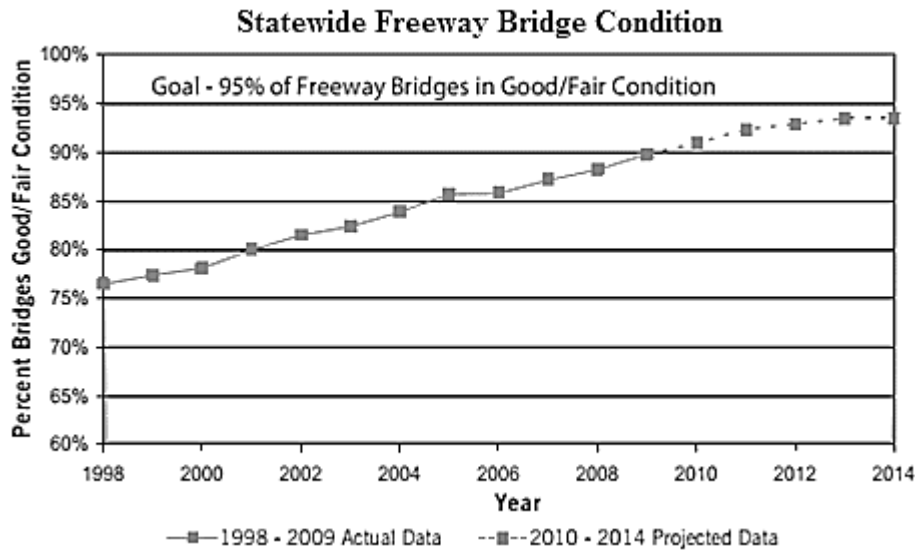 Statewide Freeway Bridge Condition
Goal - 95% of Freeway Bridges in Good/Fair Condition
Percent Bridges Good/Fair Condition
100%
95%
90%
85%
80%
75%
70%
65%
60%
1998 2000 2002 2004 2006 2008 2010 2012 2014
Year
1998 - 2009 Actual Data 2010 - 2014 Projected Data